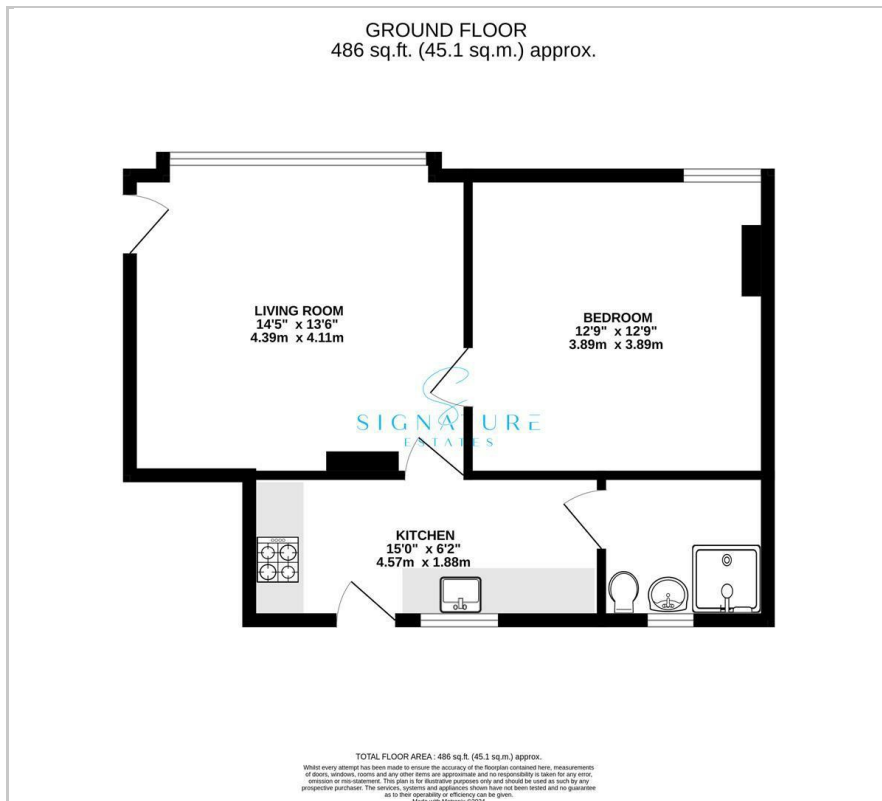 GROUND FLOOR
486 sq.ft. (45.1 sq.m.) approx.
LIVING ROOM
14'5" x 13'6"
4.39m x 4.11m
BEDROOM
12'9" x 12'9"
3.89m x 3.89m
SIGNATURE
ESTATES
KITCHEN
15'0" x 6'2"
4.57m x 1.88m
TOTAL FLOOR AREA : 486 sq.ft. (45.1 sq.m.) approx.
Whilst every attempt has been made to ensure the accuracy of the floorplan contained here, measurements
of doors, windows, rooms and any other items are approximate and no responsibility is taken for any error,
omission or mis-statement. This plan is for illustrative purposes only and should be used as such by any
prospective purchaser. The services, systems and appliances shown have not been tested and no guarantee
as to their operability or efficiency can be given.
Made with Metropix ©2024